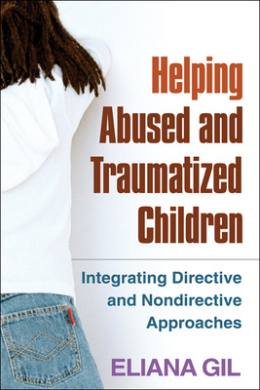 Helping
Abused and
Traumatized
Children
Integrating Directive
and Nondirective
Approaches
ELIANA GIL